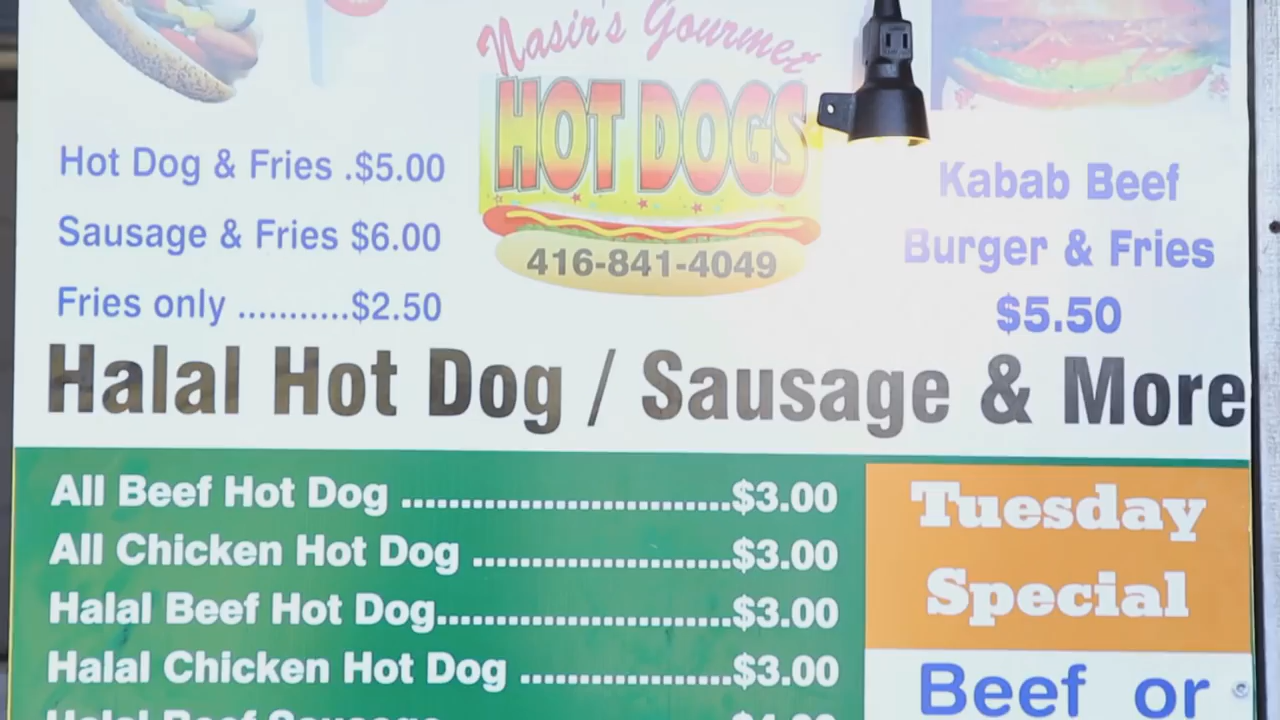 Nasir's Gourmet
HOT DOGS
416-841-4049
Hot Dog & Fries .$5.00
Sausage & Fries $6.00
Fries only ...........$2.50
Kabab Beef
Burger & Fries
$5.50
Halal Hot Dog / Sausage & More
All Beef Hot Dog ............................$3.00
All Chicken Hot Dog ......................$3.00
Halal Beef Hot Dog.........................$3.00
Halal Chicken Hot Dog ..................$3.00
Halal Beef Sausage
Tuesday
Special
Beef or